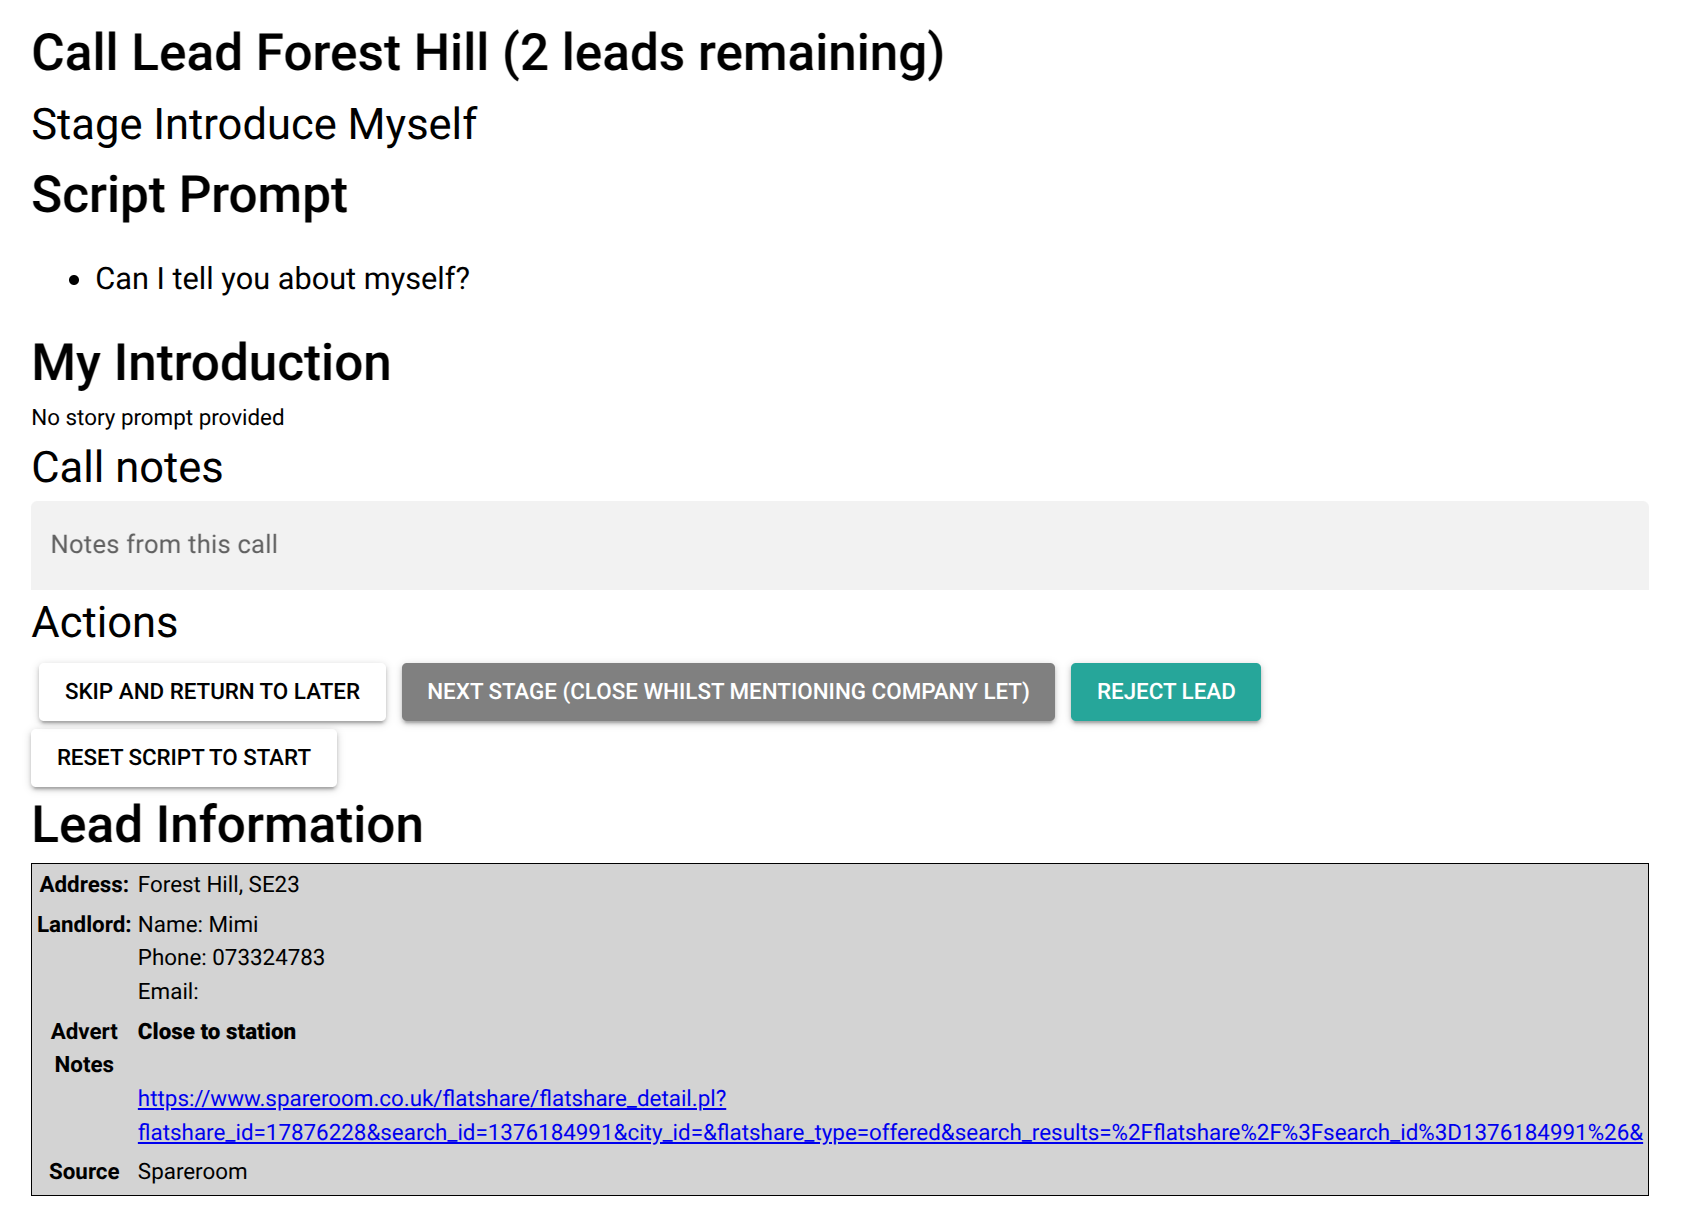 Call Lead Forest Hill (2 leads remaining)
Stage Introduce Myself
Script Prompt
• Can I tell you about myself?
My Introduction
No story prompt provided
Call notes
Notes from this call
Actions
SKIP AND RETURN TO LATER NEXT STAGE (CLOSE WHILST MENTIONING COMPANY LET) REJECT LEAD
RESET SCRIPT TO START
Lead Information
Address: Forest Hill, SE23
Landlord: Name: Mimi
Phone: 073324783
Email:
Advert Close to station
Notes
https://www.spareroom.co.uk/flatshare/flatshare_detail.pl?
flatshare_id=17876228&search_id=1376184991&city_id=&flatshare_type=offered&search_results=%2Fflatshare%2F%3Fsearch_id%3D1376184991%26&
Source Spareroom